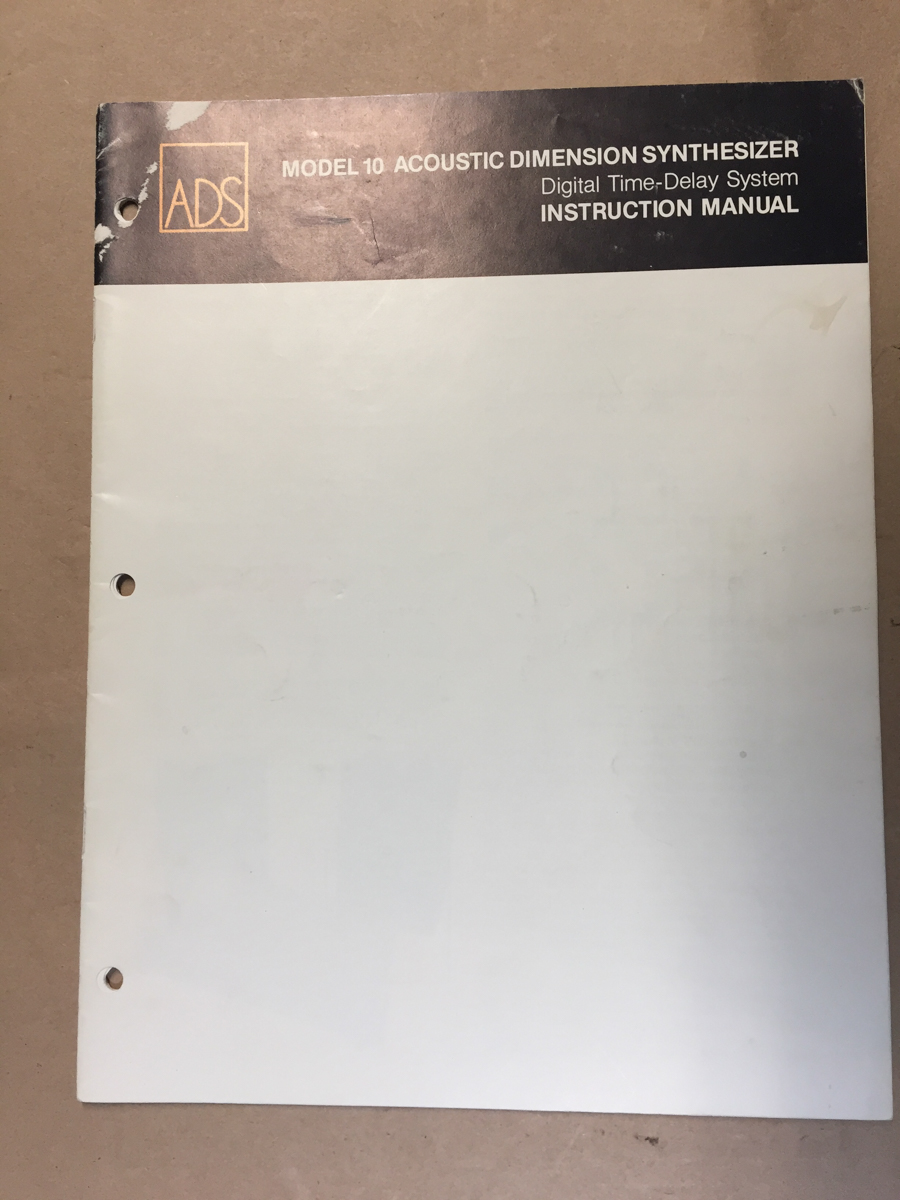 ADS
MODEL 10 ACOUSTIC DIMENSION SYNTHESIZER
Digital Time-Delay System
INSTRUCTION MANUAL